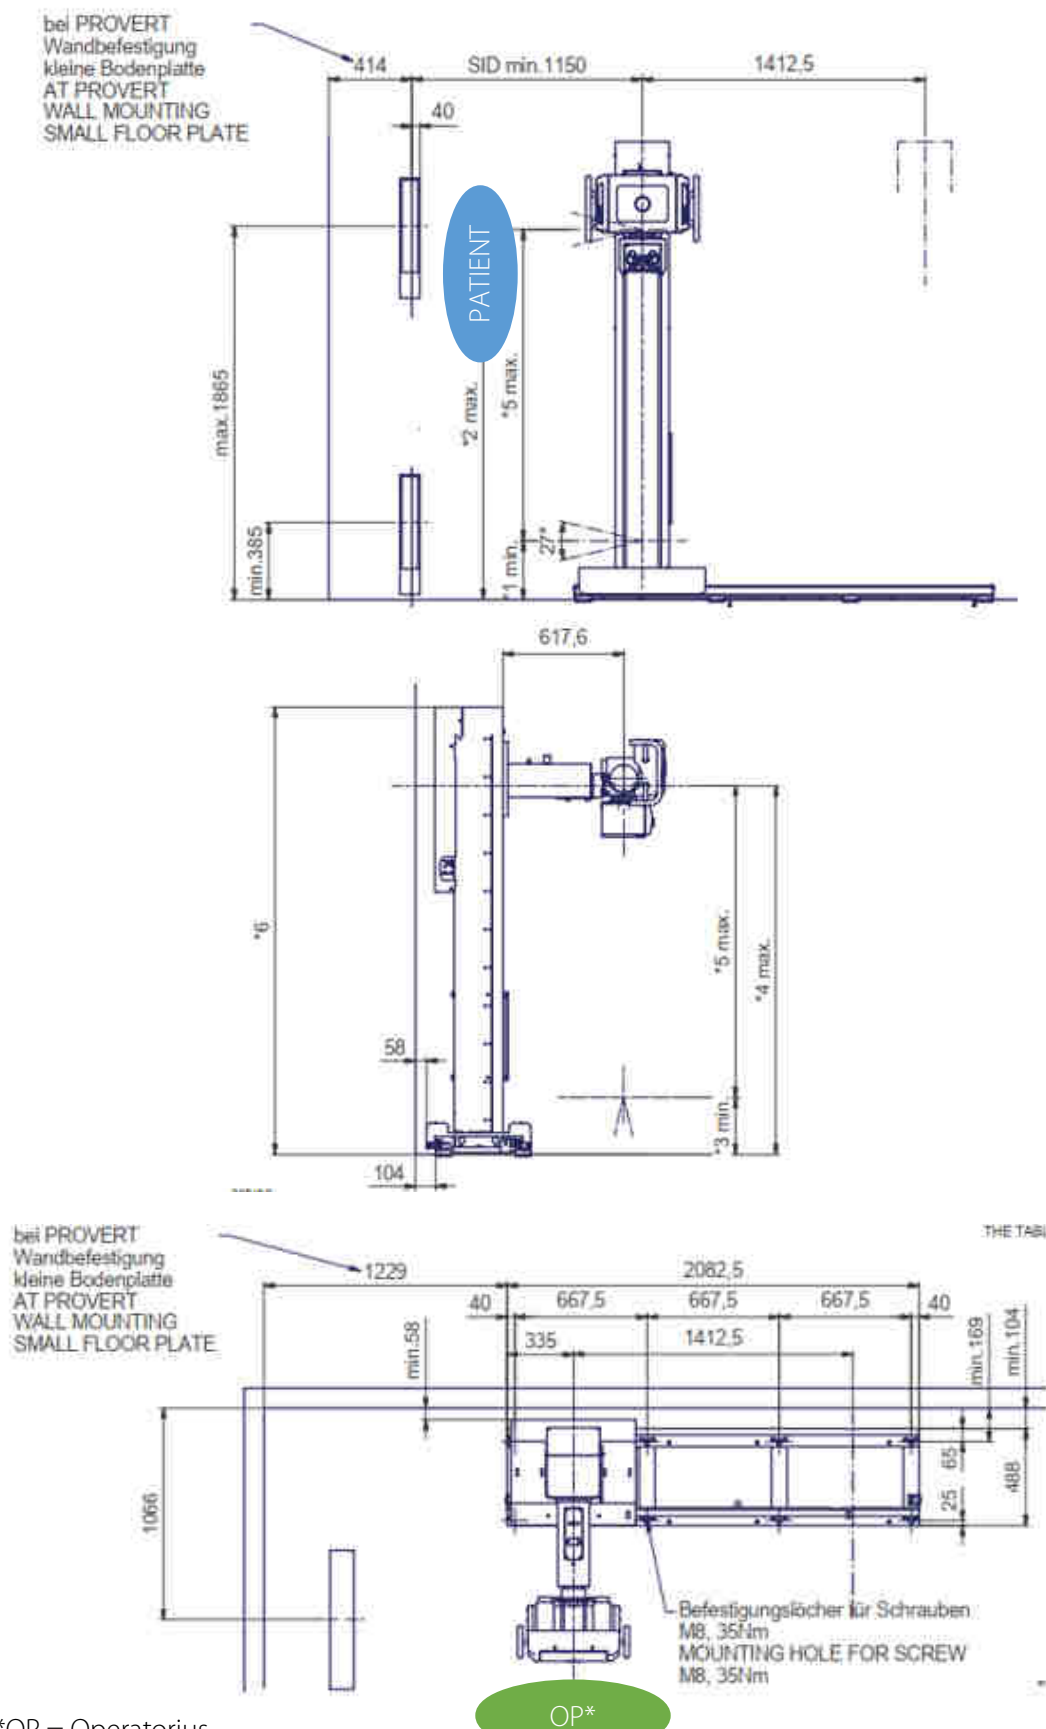 bei PROVERT
Wandbefestigung
kleine Bodenplatte
AT PROVERT
WALL MOUNTING
SMALL FLOOR PLATE
414
SID min.1150
1412,5
40
PATIENT
max.1865
*2 max.
*5 max.
min.385
*1 min.
27°
617,6
*6
*5 max.
*4 max.
58
*3 min.
104
bei PROVERT
Wandbefestigung
kleine Bodenplatte
AT PROVERT
WALL MOUNTING
SMALL FLOOR PLATE
THE TABL
1229
2082,5
40
667,5
667,5
667,5
40
min.58
335
1412,5
min.169
min.104
1066
65
25
488
Befestigungslöcher für Schrauben
M8, 35Nm
MOUNTING HOLE FOR SCREW
M8, 35Nm
OP*
*OP – Operatorius